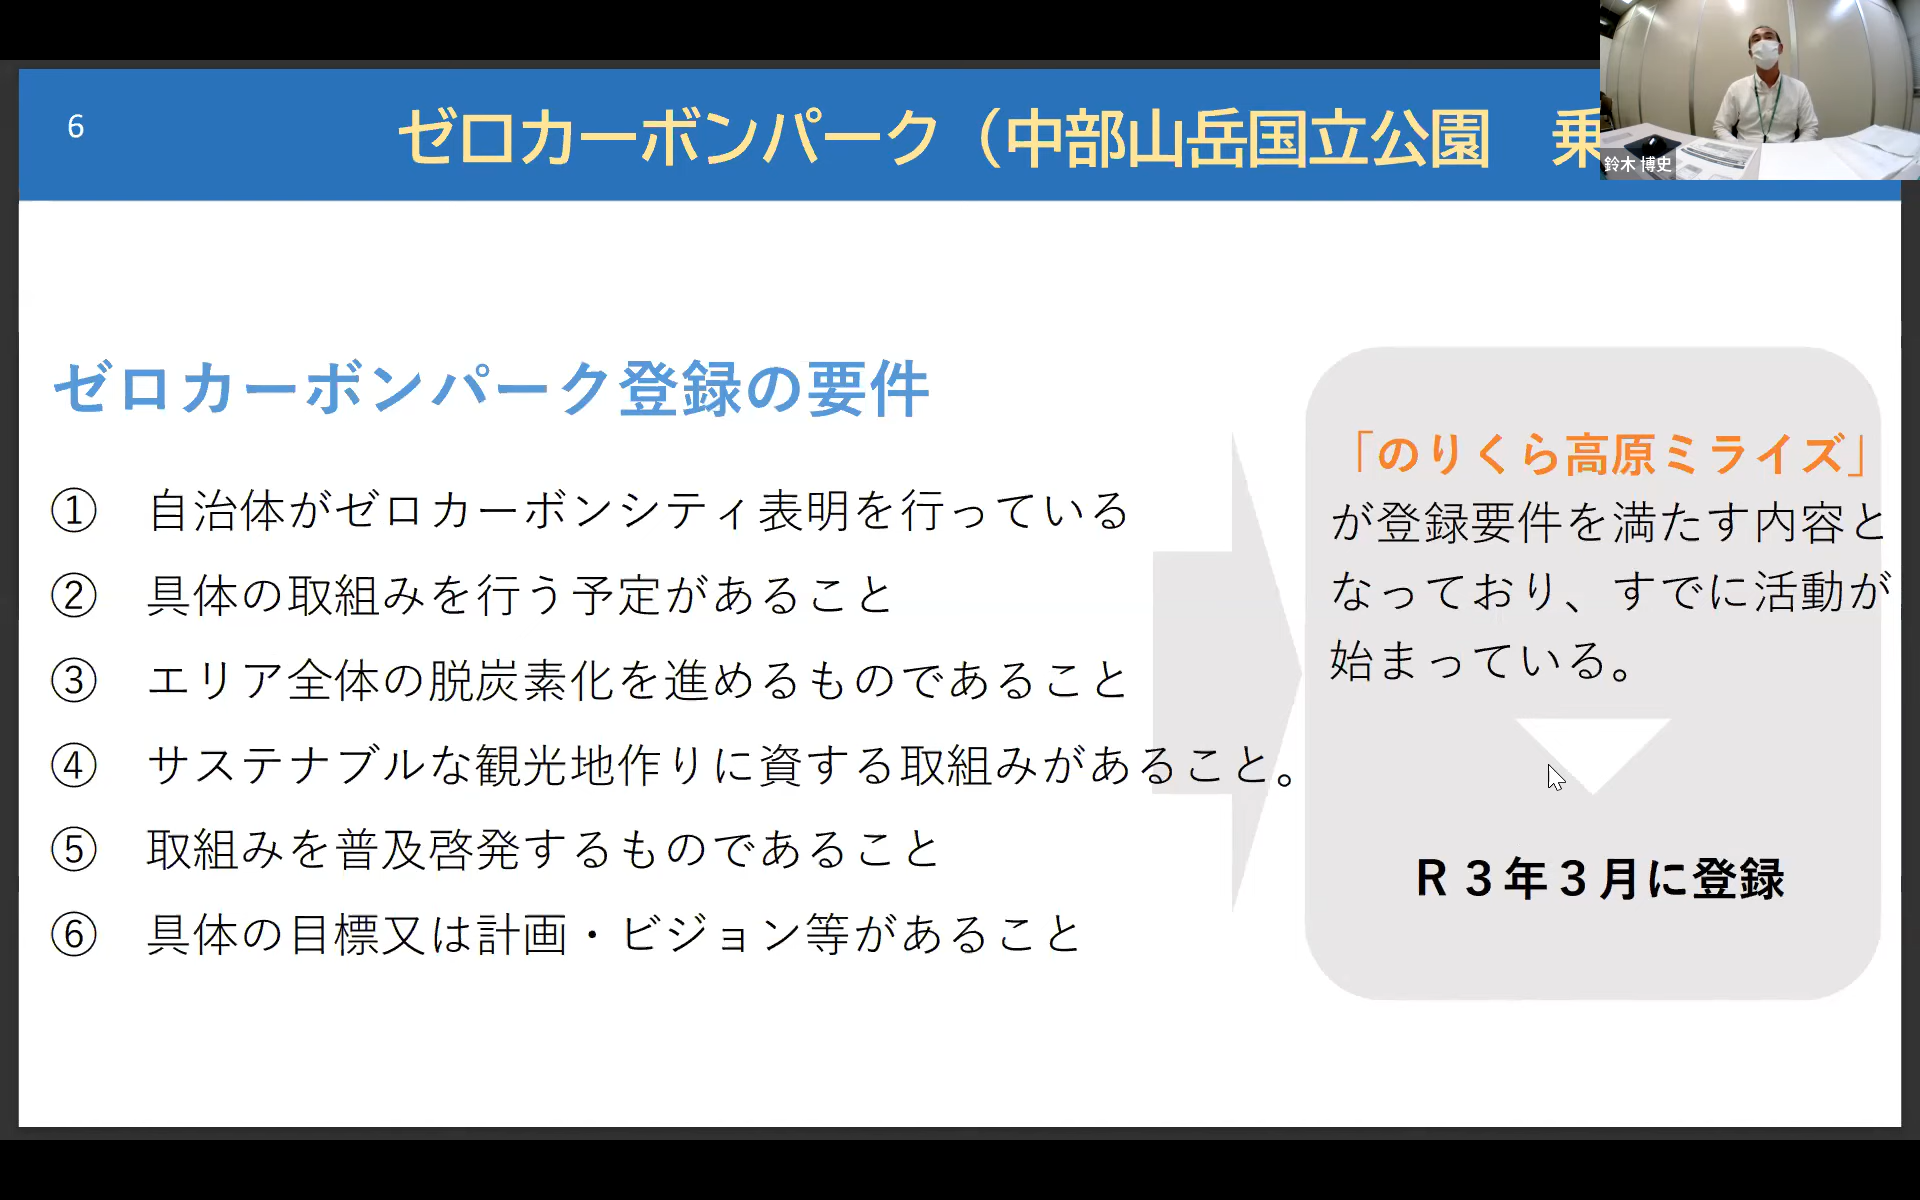 6
ゼロカーボンパーク（中部山岳国立公園　乗
鈴木 博史
ゼロカーボンパーク登録の要件
①　自治体がゼロカーボンシティ表明を行っている
②　具体の取組みを行う予定があること
③　エリア全体の脱炭素化を進めるものであること
④　サステナブルな観光地作りに資する取組みがあること。
⑤　取組みを普及啓発するものであること
⑥　具体の目標又は計画・ビジョン等があること
「のりくら高原ミライズ」
が登録要件を満たす内容と
なっており、すでに活動が
始まっている。
Ｒ３年３月に登録